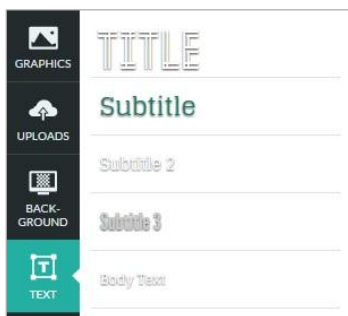 GRAPHICS
TITLE
UPLOADS
Subtitle
BACK-
GROUND
Subtitle 2
Subtitle 3
TEXT
Body Text